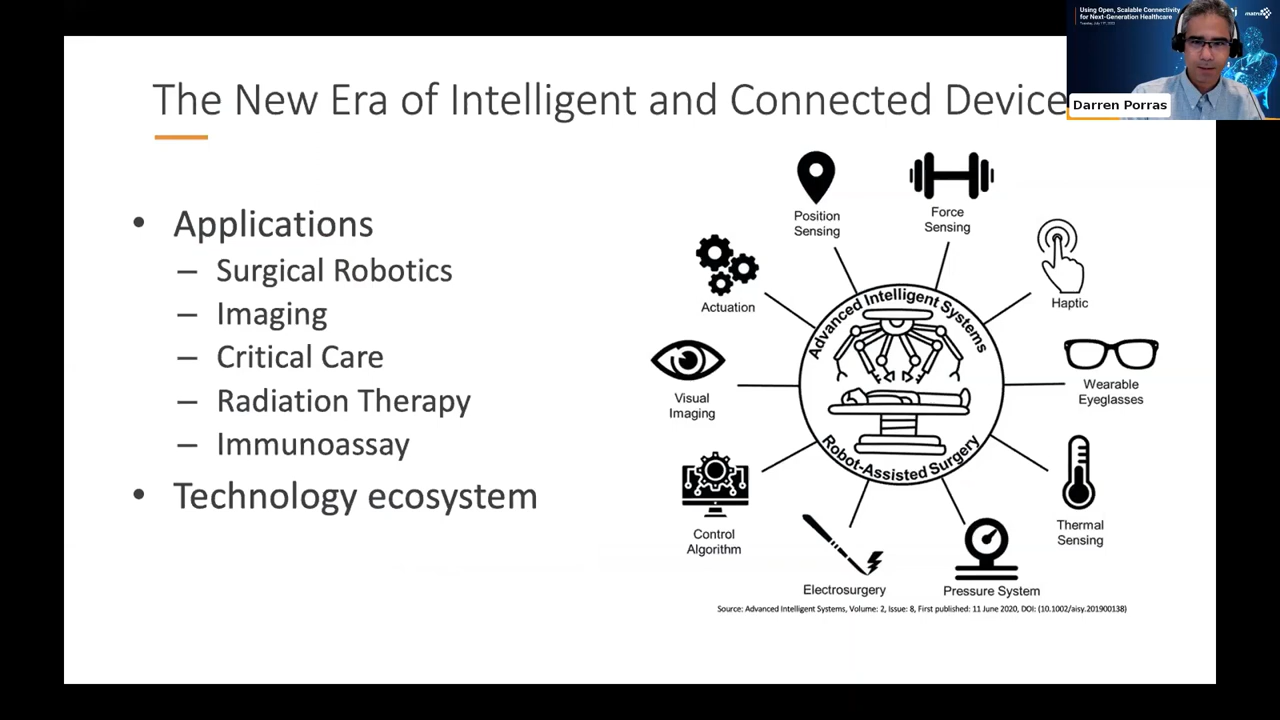 Using Open, Scalable Connectivity
for Next-Generation Healthcare
Darren Porras
The New Era of Intelligent and Connected Device
• Applications
– Surgical Robotics
– Imaging
– Critical Care
– Radiation Therapy
– Immunoassay
• Technology ecosystem
Position
Sensing
Force
Sensing
Haptic
Actuation
Wearable
Eyeglasses
Visual
Imaging
Thermal
Sensing
Control
Algorithm
Electrosurgery
Pressure System
Advanced Intelligent Systems
Robot-Assisted Surgery
Source: Advanced Intelligent Systems, Volume: 2, Issue: 8, First published: 11 June 2020, DOI: (10.1002/aisy.201900138)